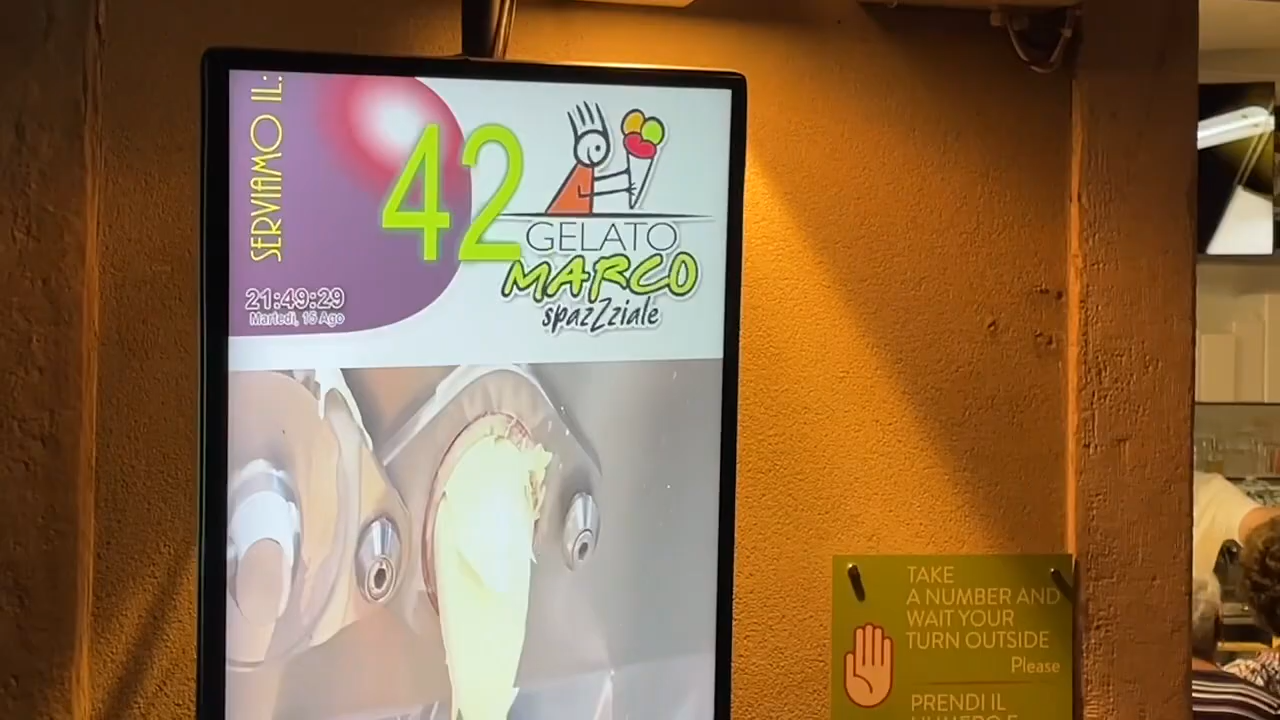 SERVIAMO IL:
42
21:49:29
Martedì, 15 Ago
GELATO
MARCO
spazZziale
TAKE
A NUMBER AND
WAIT YOUR
TURN OUTSIDE
Please
PRENDI IL
NUMERO E